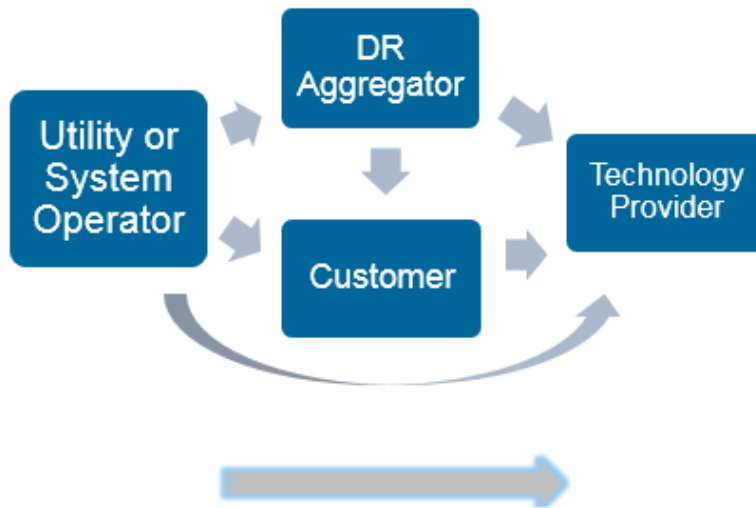 DR
Aggregator
Utility or
System
Operator
Technology
Provider
Customer